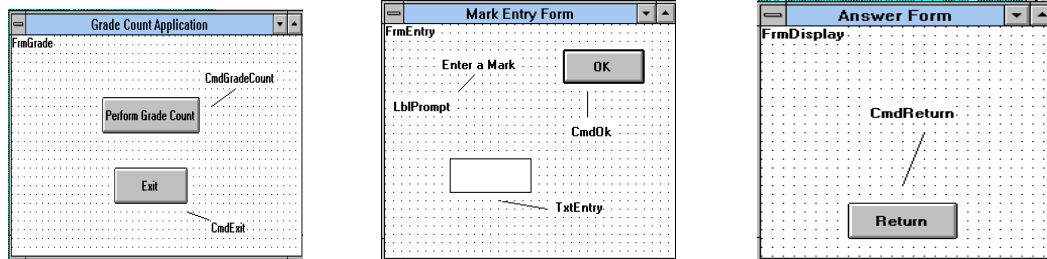 Grade Count Application
FrmGrade
CmdGradeCount
Perform Grade Count
Exit
CmdExit
Mark Entry Form
FrmEntry
Enter a Mark
OK
LblPrompt
CmdOk
TxtEntry
Answer Form
FrmDisplay
CmdReturn
Return